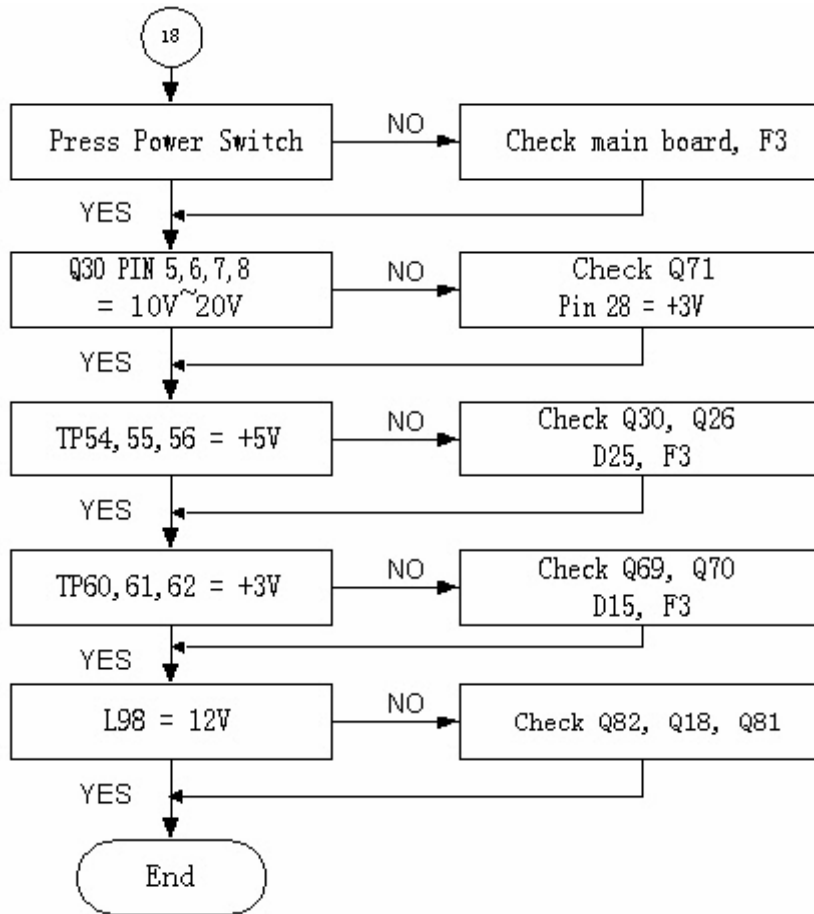 18
Press Power Switch
NO
Check main board, F3
YES
Q30 PIN 5,6,7,8
= 10V~20V
NO
Check Q71
Pin 28 = +3V
YES
TP54,55,56 = +5V
NO
Check Q30, Q26
D25, F3
YES
TP60,61,62 = +3V
NO
Check Q69, Q70
D15, F3
YES
L98 = 12V
NO
Check Q82, Q18, Q81
YES
End